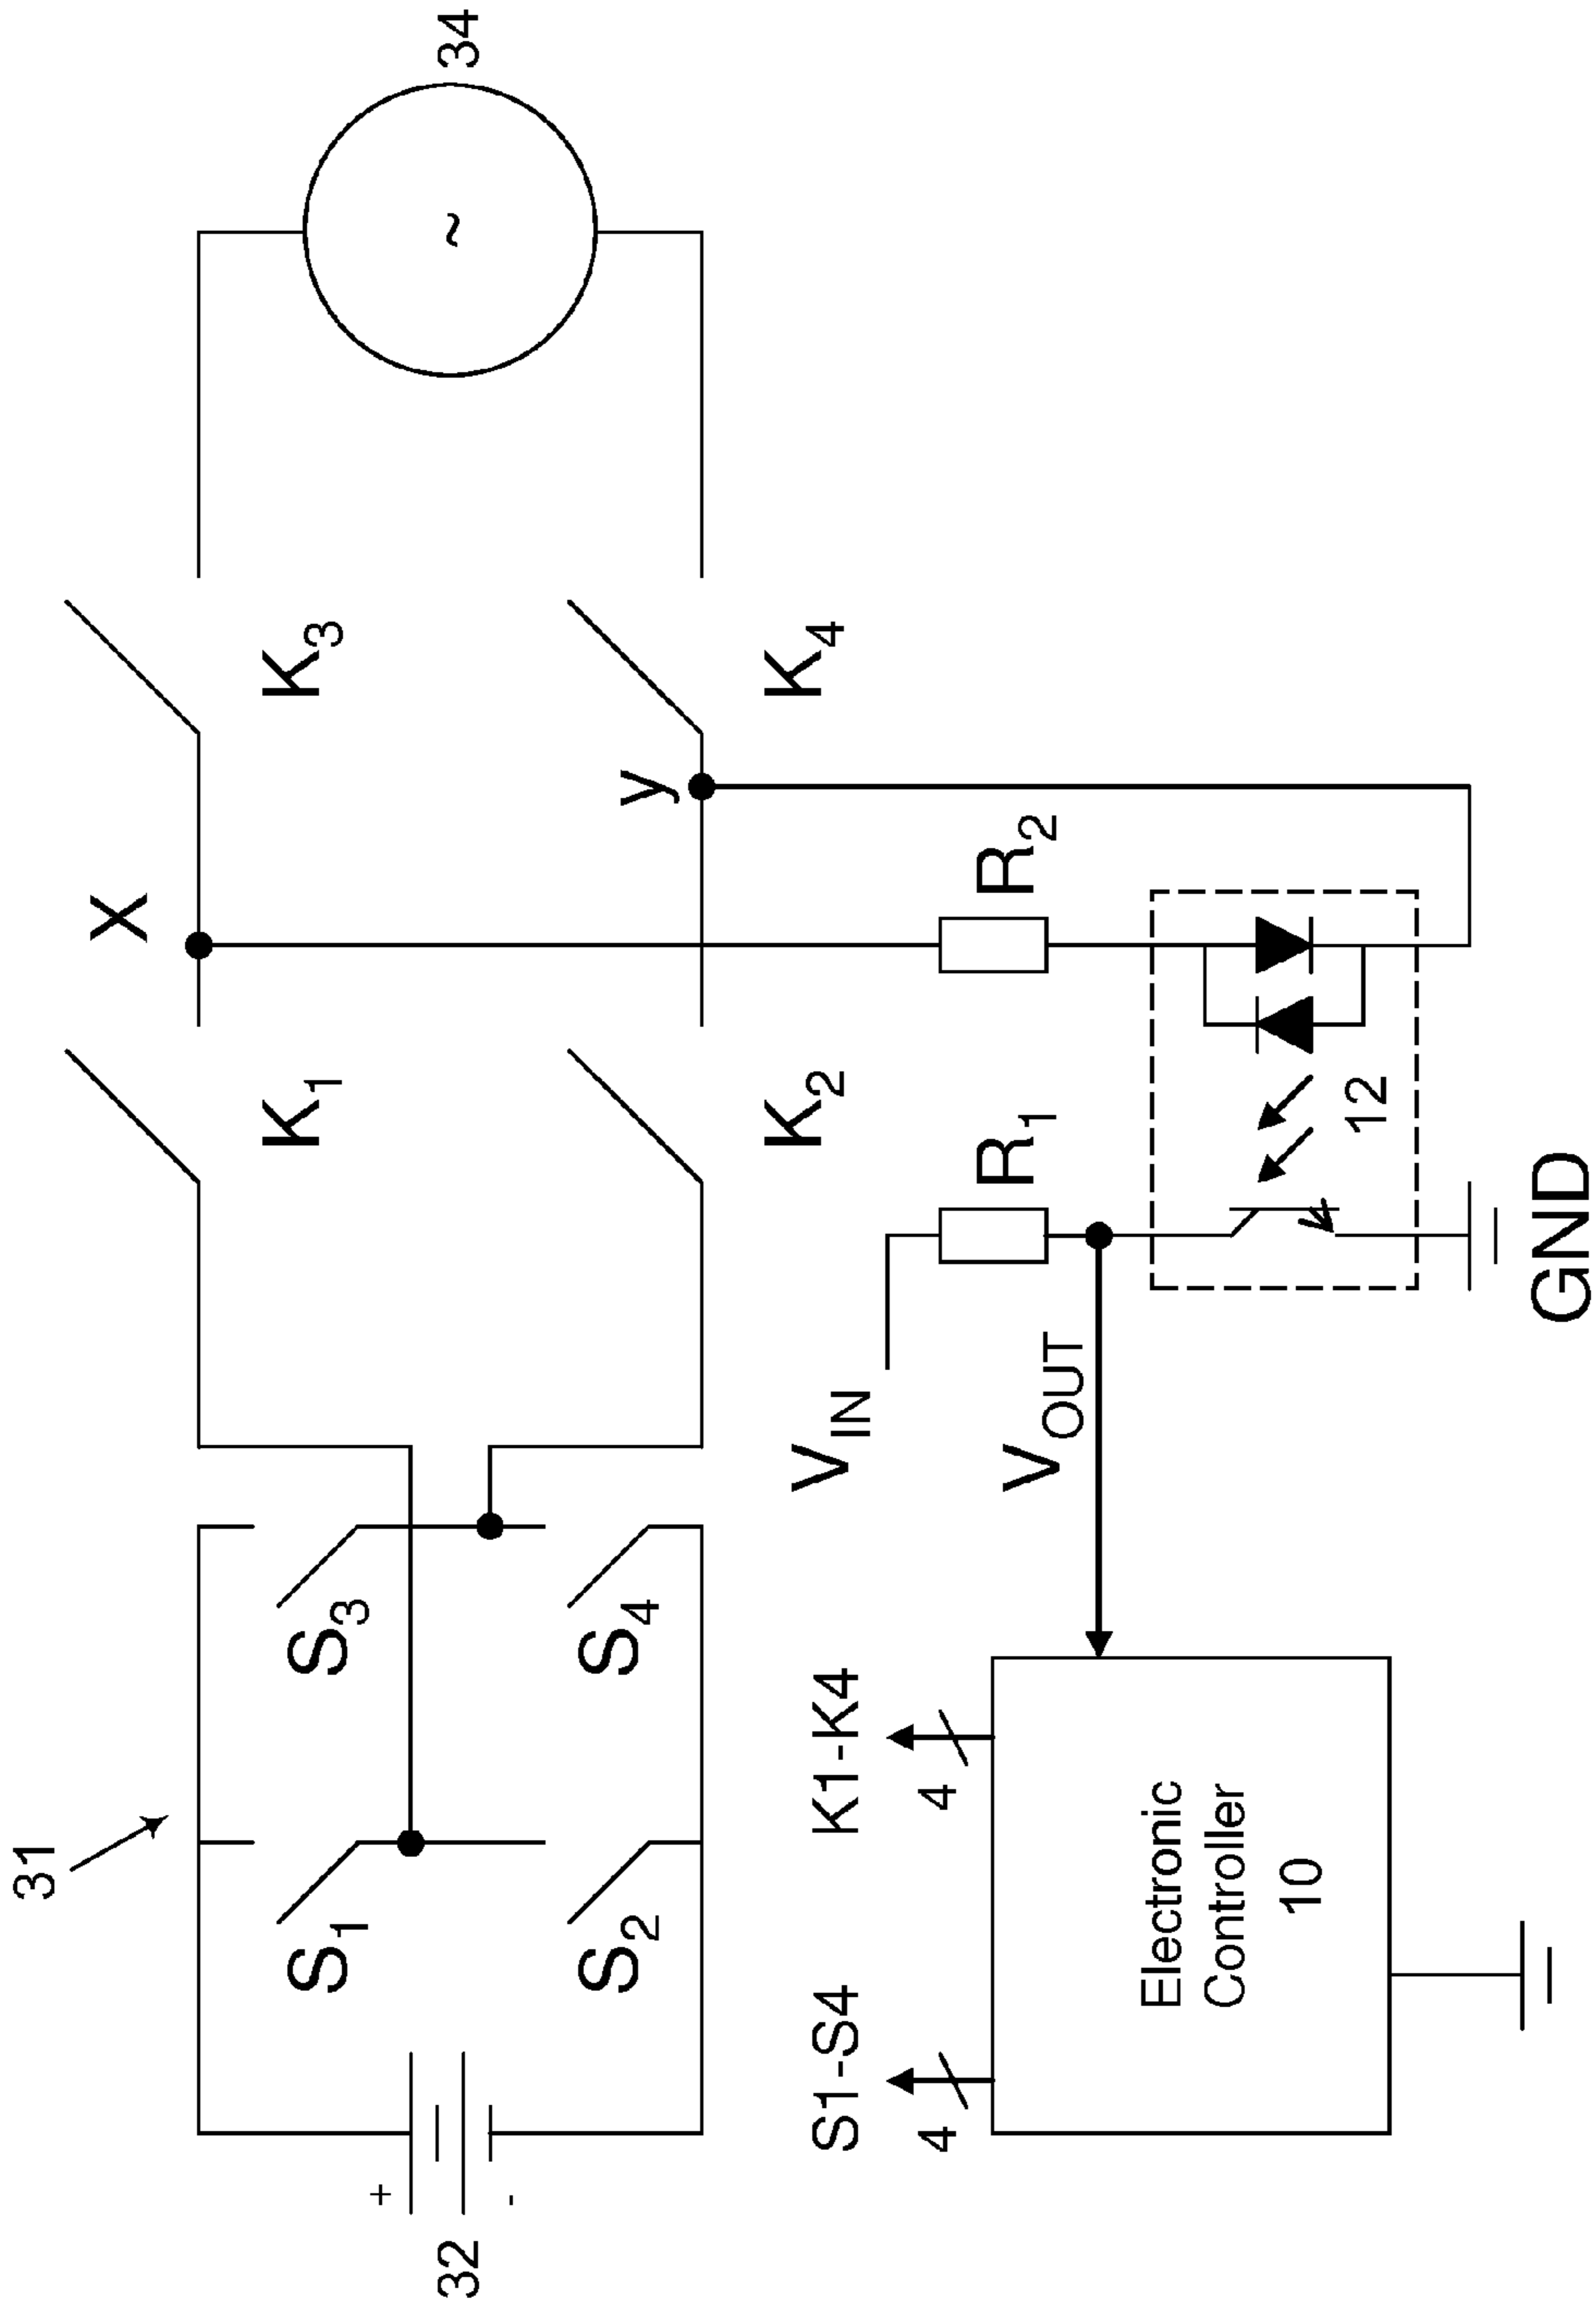 31
X
34
K3
K1
S3
S1
+
32
-
y
K4
K2
S4
S2
VIN
R1
R2
K1-K4
S1-S4
4
4
VOUT
Electronic
Controller
10
12
GND